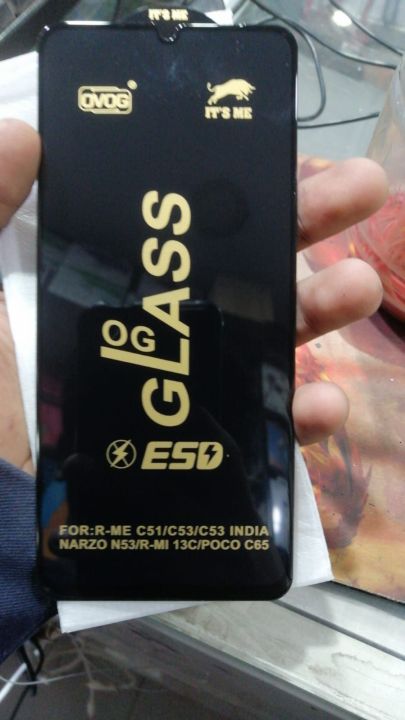 IT'S ME
OVOG
IT'S ME
OG
GLASS
ESD
FOR:R-ME C51/C53/C53 INDIA
NARZO N53/R-MI 13C/POCO C65